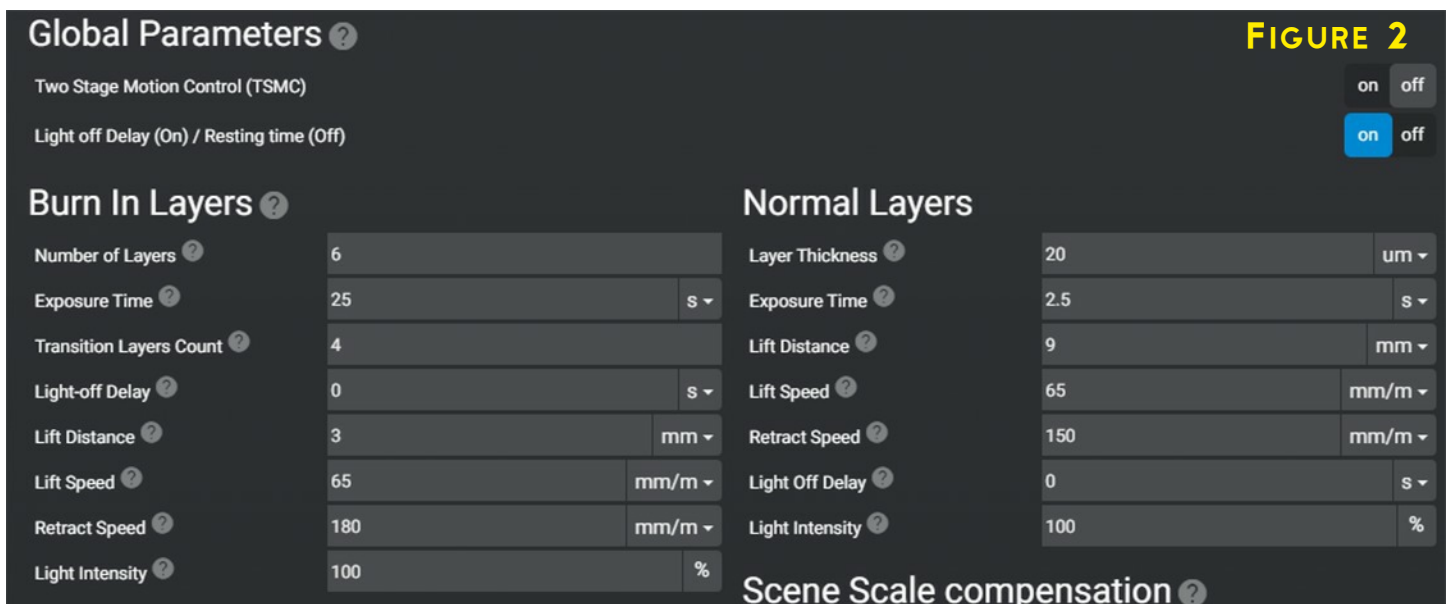 Global Parameters ?
FIGURE 2
Two Stage Motion Control (TSMC) on off
Light off Delay (On) / Resting time (Off) on off
Burn In Layers ?
Number of Layers ? 6
Exposure Time ? 25 s
Transition Layers Count ? 4
Light-off Delay ? 0 s
Lift Distance ? 3 mm
Lift Speed ? 65 mm/m
Retract Speed ? 180 mm/m
Light Intensity ? 100 %
Normal Layers
Layer Thickness ? 20 um
Exposure Time ? 2.5 s
Lift Distance ? 9 mm
Lift Speed ? 65 mm/m
Retract Speed ? 150 mm/m
Light Off Delay ? 0 s
Light Intensity ? 100 %
Scene Scale compensation ?